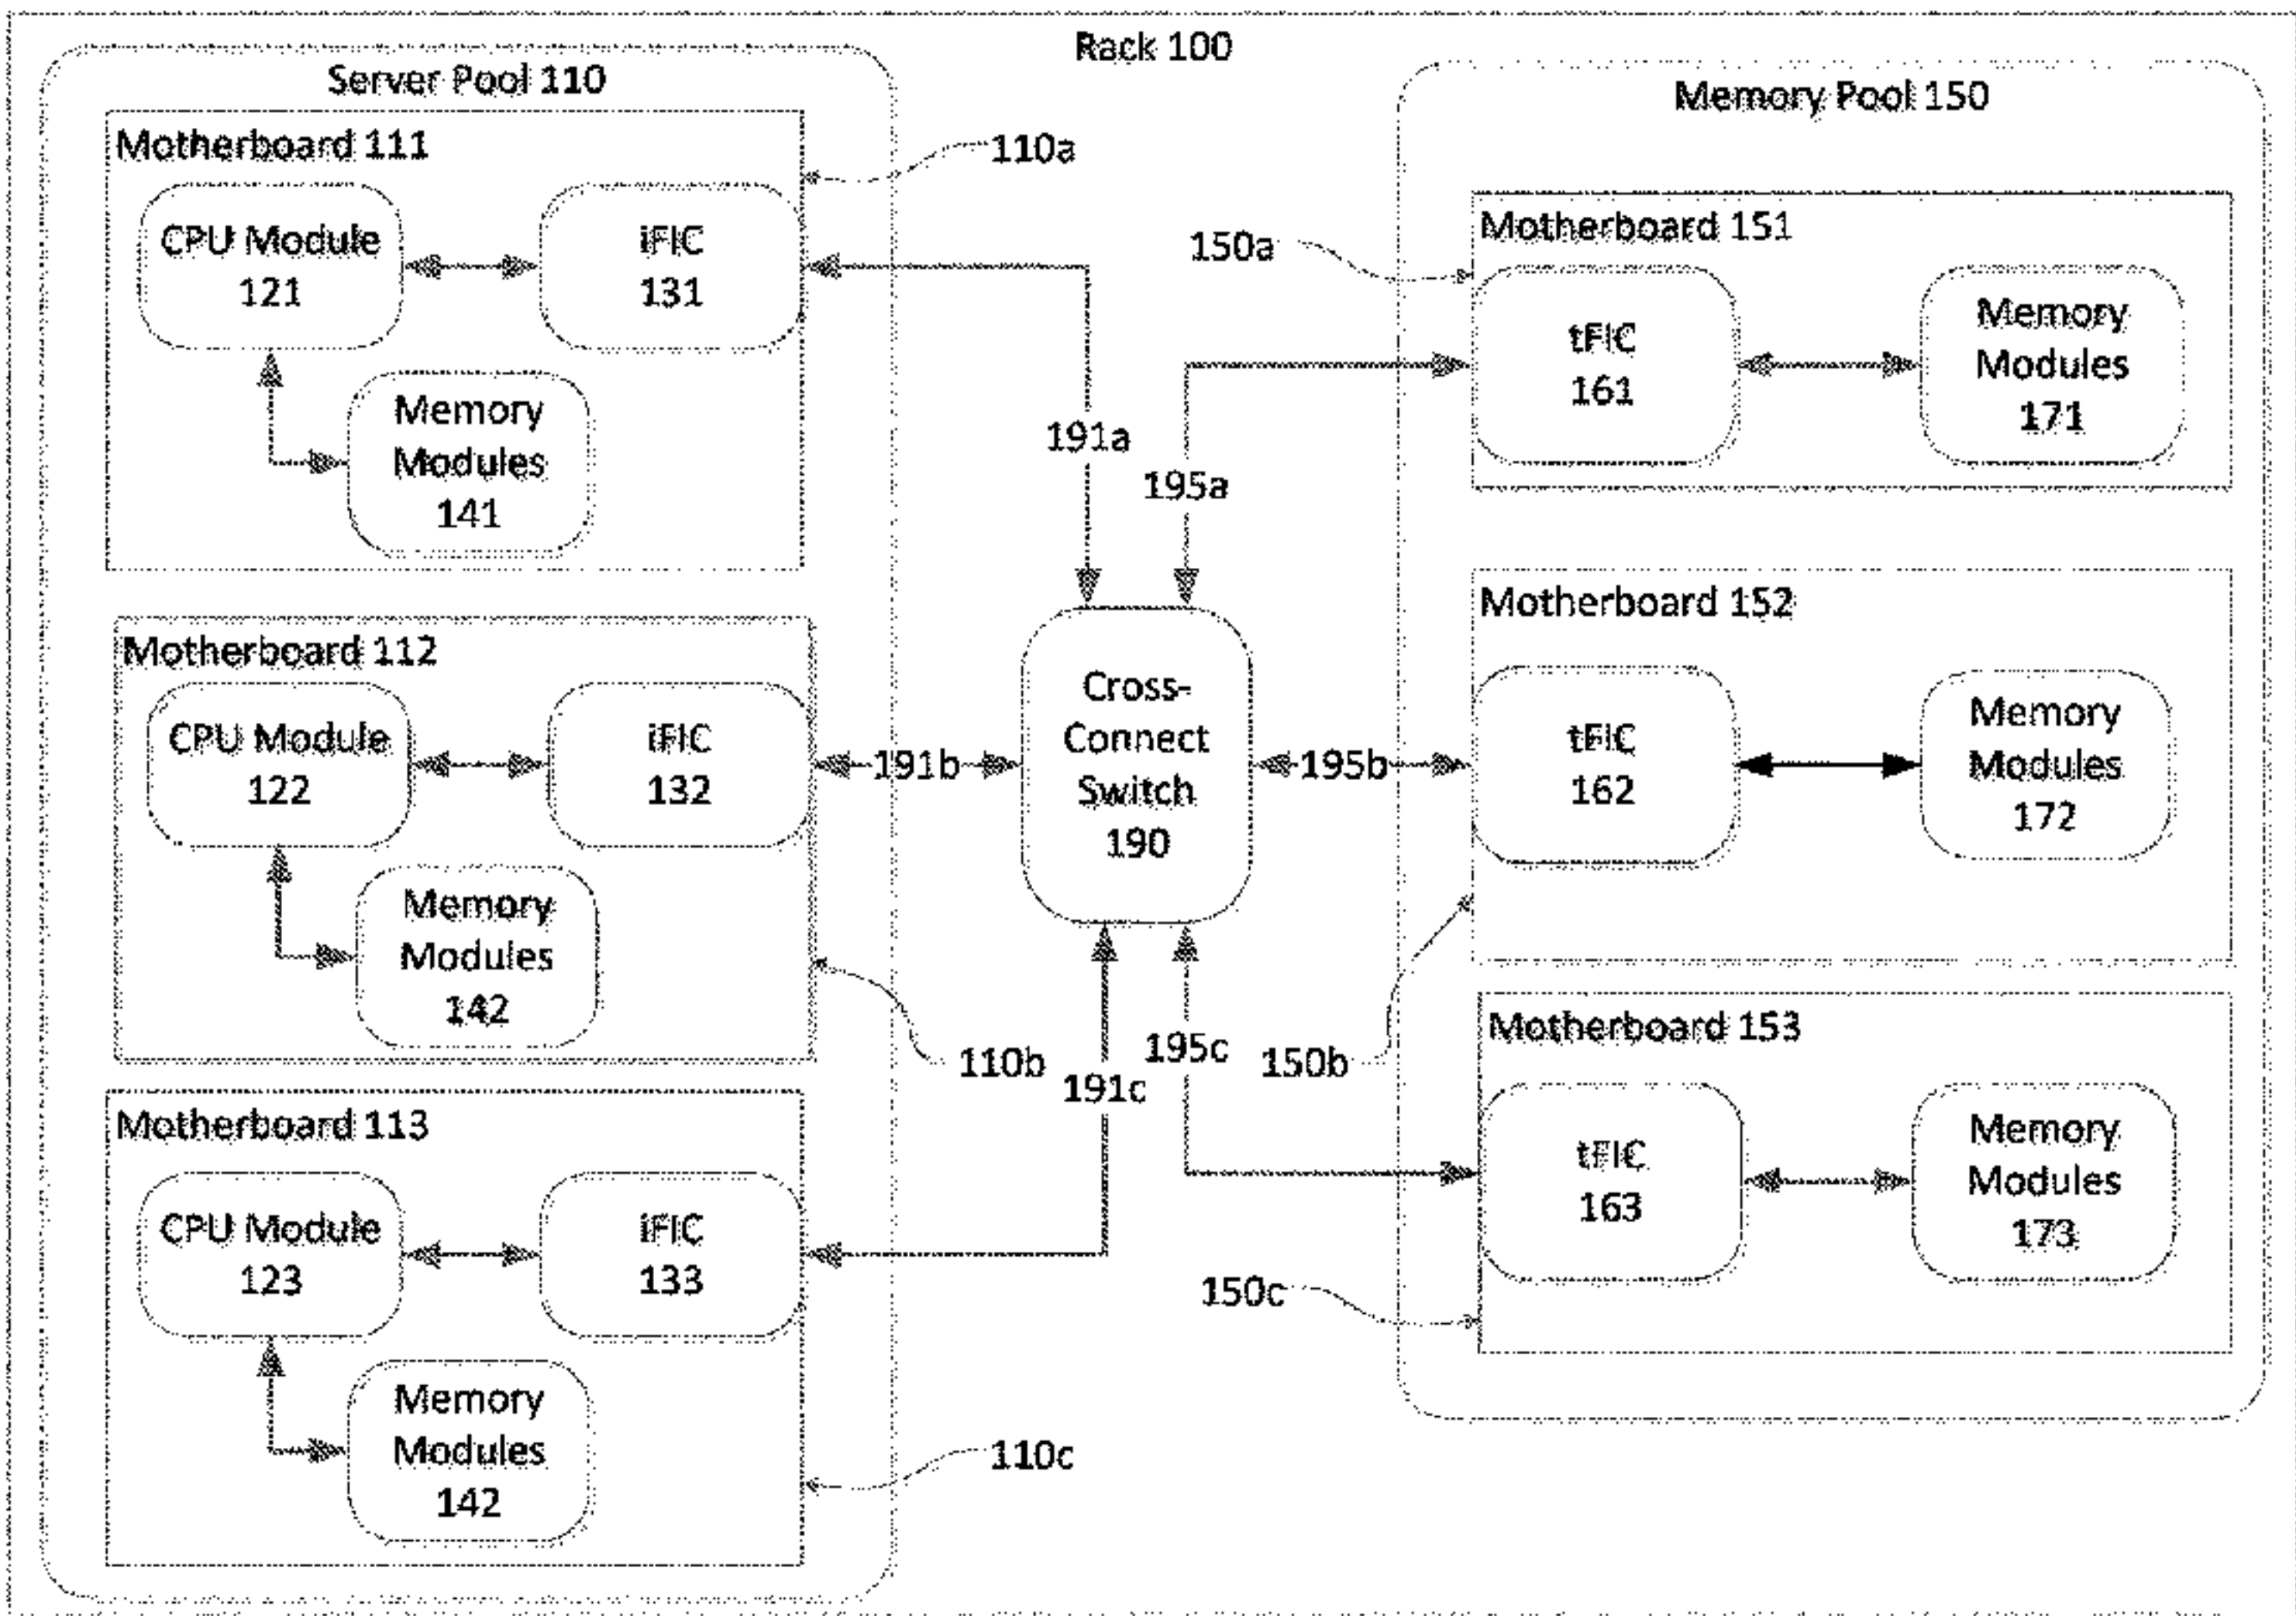 Rack 100
Server Pool 110
Motherboard 111
CPU Module
121
iFIC
131
Memory
Modules
141
110a
Motherboard 112
CPU Module
122
iFIC
132
Memory
Modules
142
110b
Motherboard 113
CPU Module
123
iFIC
133
Memory
Modules
142
110c
191a
195a
191b
Cross-
Connect
Switch
190
195b
191c
195c
Memory Pool 150
150a
Motherboard 151
tFIC
161
Memory
Modules
171
Motherboard 152
tFIC
162
Memory
Modules
172
150b
Motherboard 153
tFIC
163
Memory
Modules
173
150c